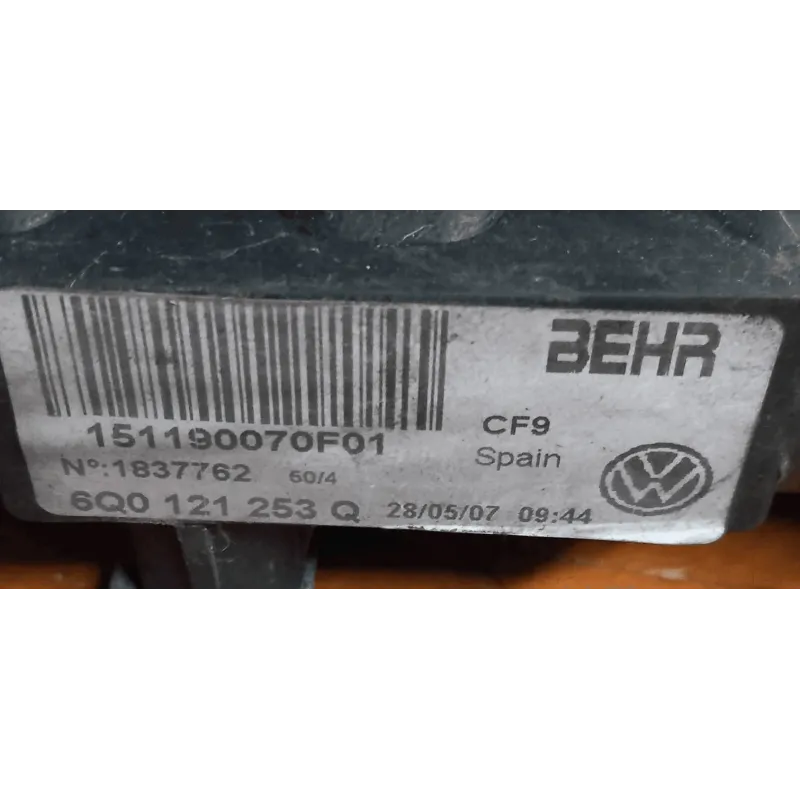 BEHR
151190070F01
CF9
Nº:1837762 60/4
Spain
6Q0 121 253 Q 28/05/07 09:44